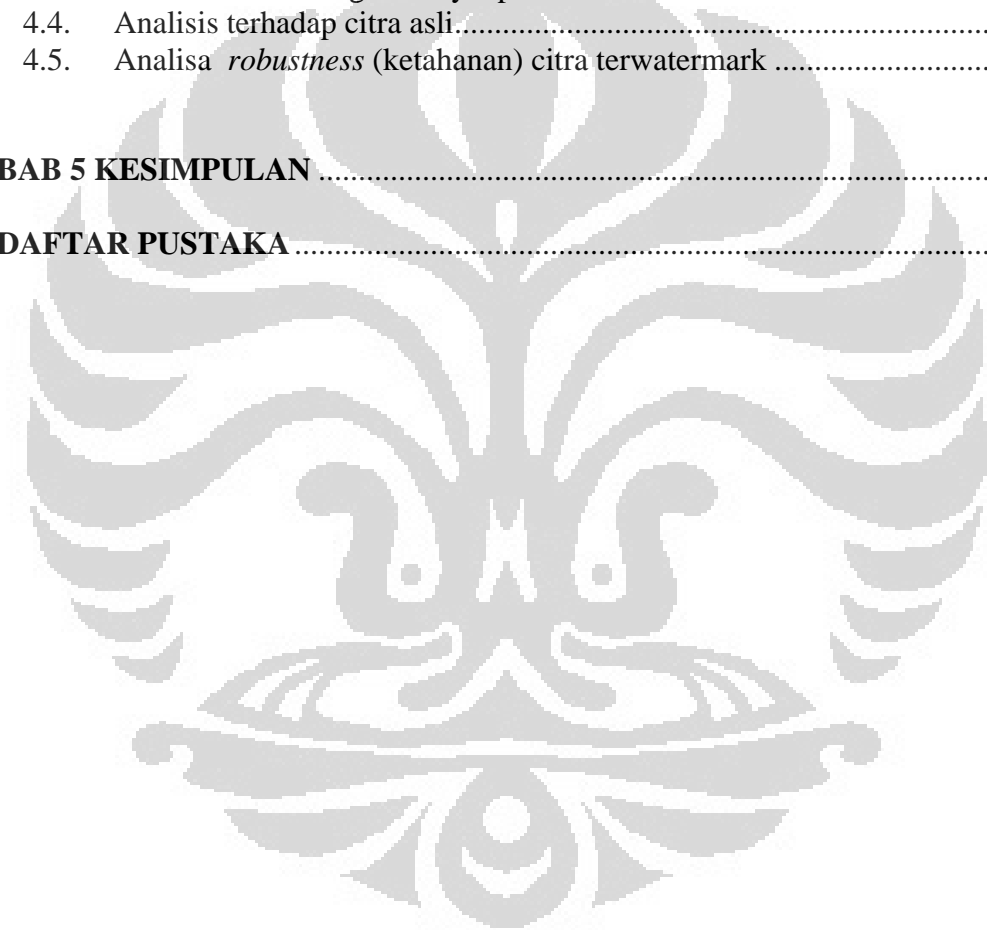 4.4. Analisis terhadap citra asli................................................................
4.5. Analisa robustness (ketahanan) citra terwatermark ...........................
BAB 5 KESIMPULAN ................................................................................
DAFTAR PUSTAKA ...................................................................................